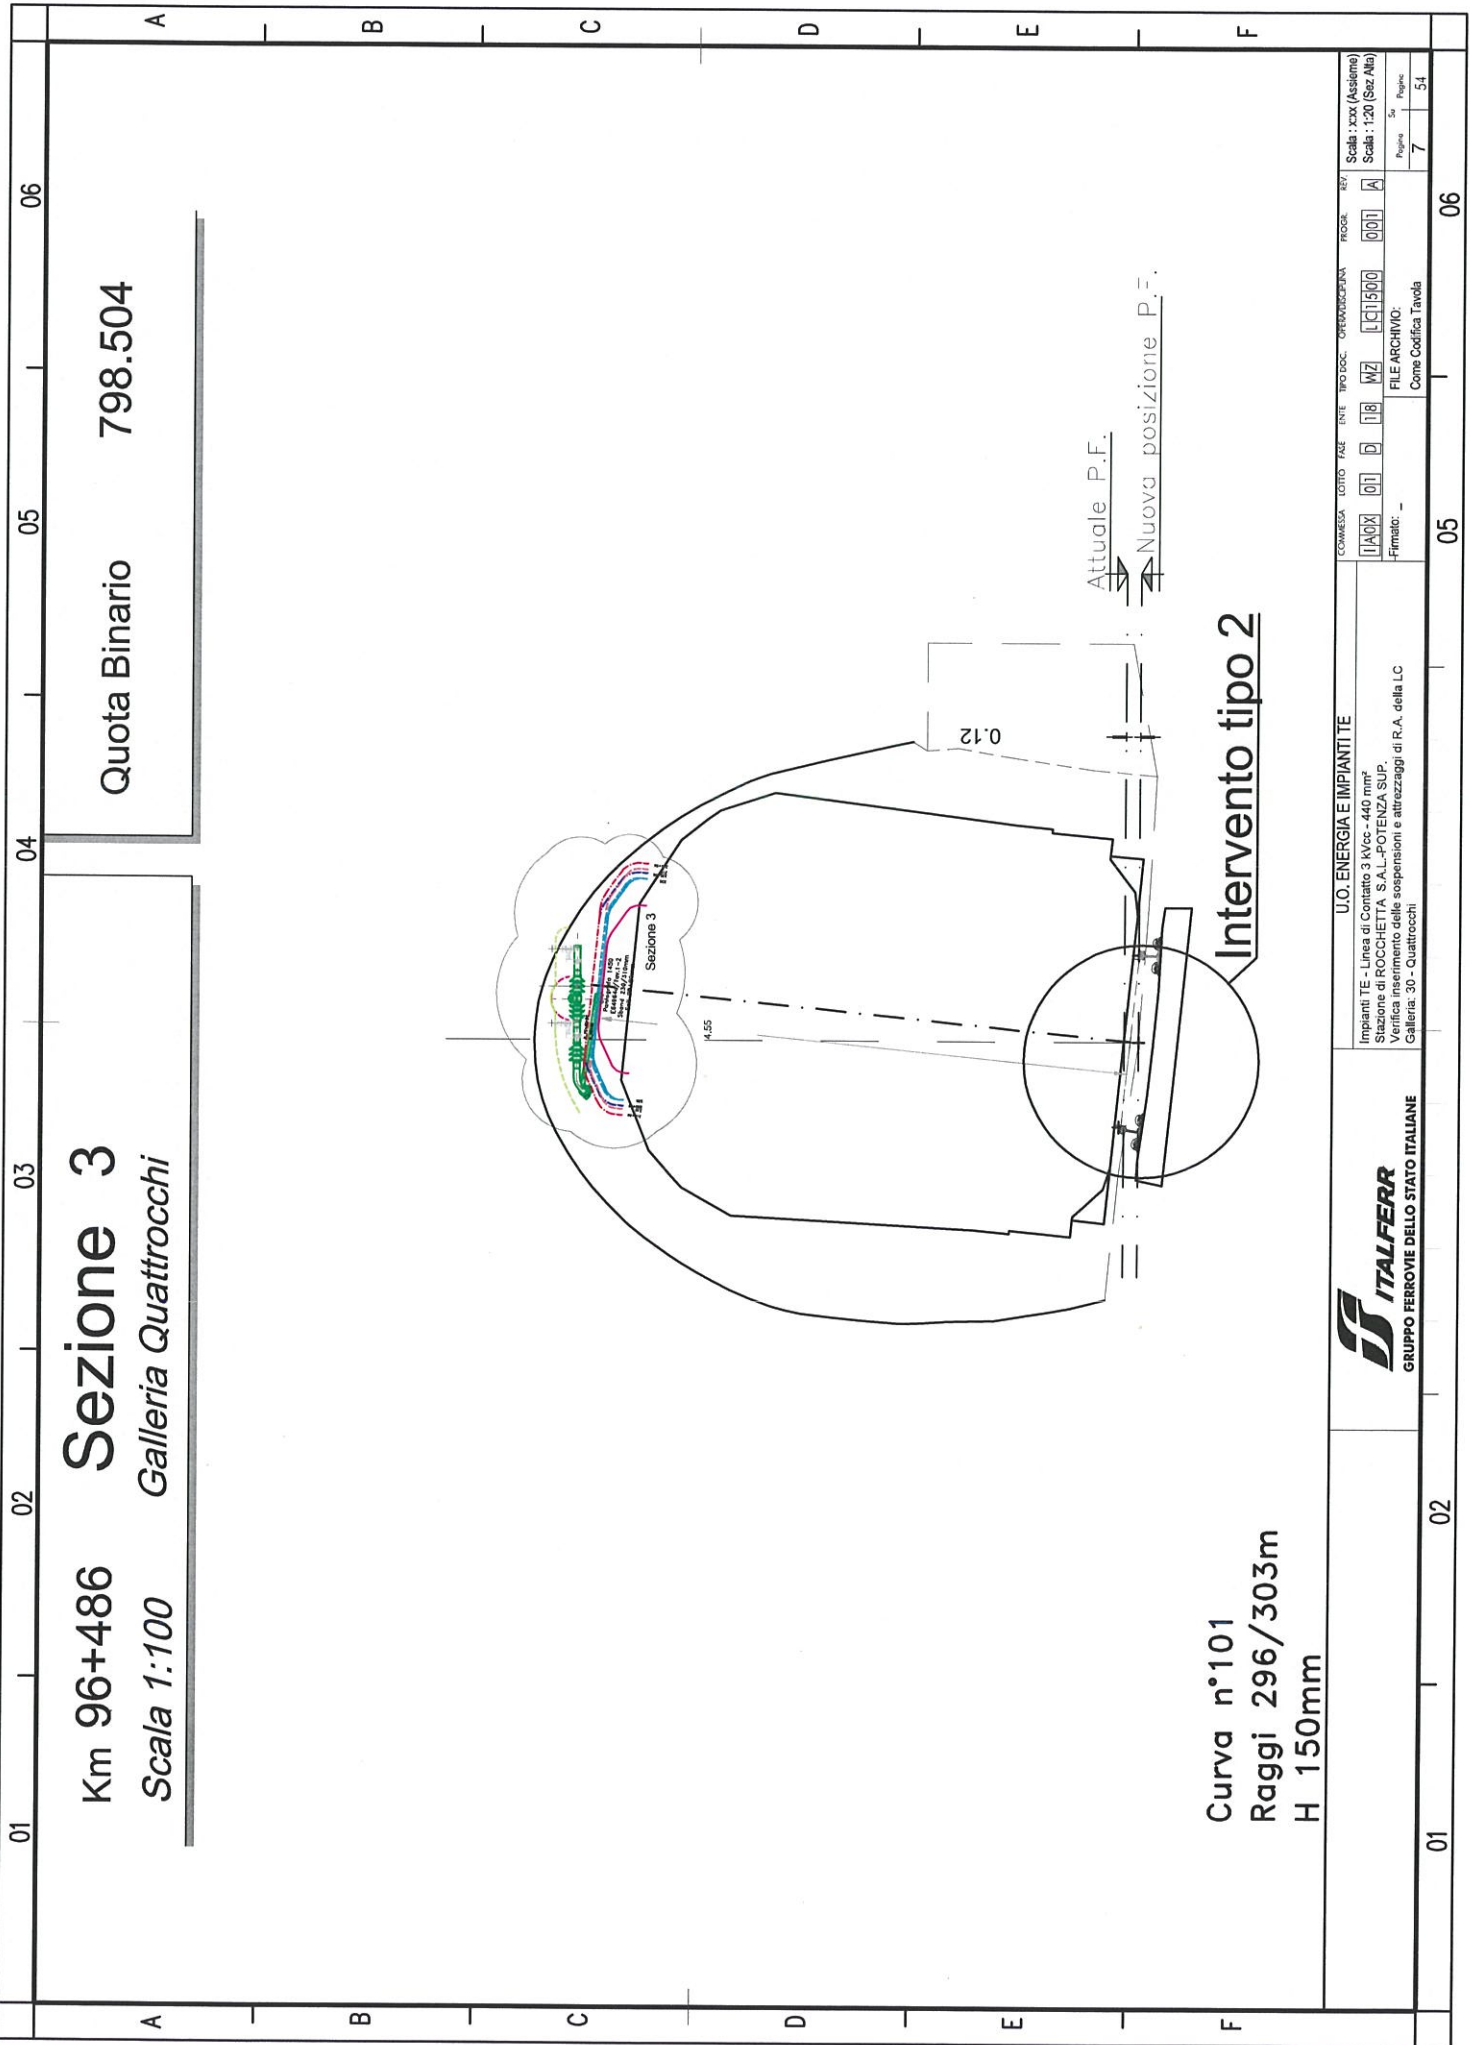 01
02
03
04
05
06
A
B
C
D
E
F
Km 96+486 Sezione 3
Scala 1:100 Galleria Quattrocchi
Quota Binario 798.504
Sezione 3
4.55
0.12
Attuale P.F.
Nuova posizione P.F.
Intervento tipo 2
Curva n°101
Raggi 296/303m
H 150mm
ITALFERR
GRUPPO FERROVIE DELLO STATO ITALIANE
U.O. ENERGIA E IMPIANTI TE
Impianti TE - Linea di Contatto 3 kVcc - 440 mm²
Stazione di ROCCHETTA S.A.L.-POTENZA SUP.
Verifica inserimento delle sospensioni e attrezzaggi di R.A. della LC
Galleria: 30 - Quattrocchi
COMMESSA LOTTO FASE ENTE TIPO DOC. OPERA/DISCIPLINA PROGR. REV.
IA0X 01 D 18 WZ LC1500 001 A
Firmato: _
FILE ARCHIVIO:
Come Codifica Tavola
Scala : xxx (Assieme)
Scala : 1:20 (Sez Alta)
Pagina Su Pagine
7 54
A
B
C
D
E
F
01
02
05
06